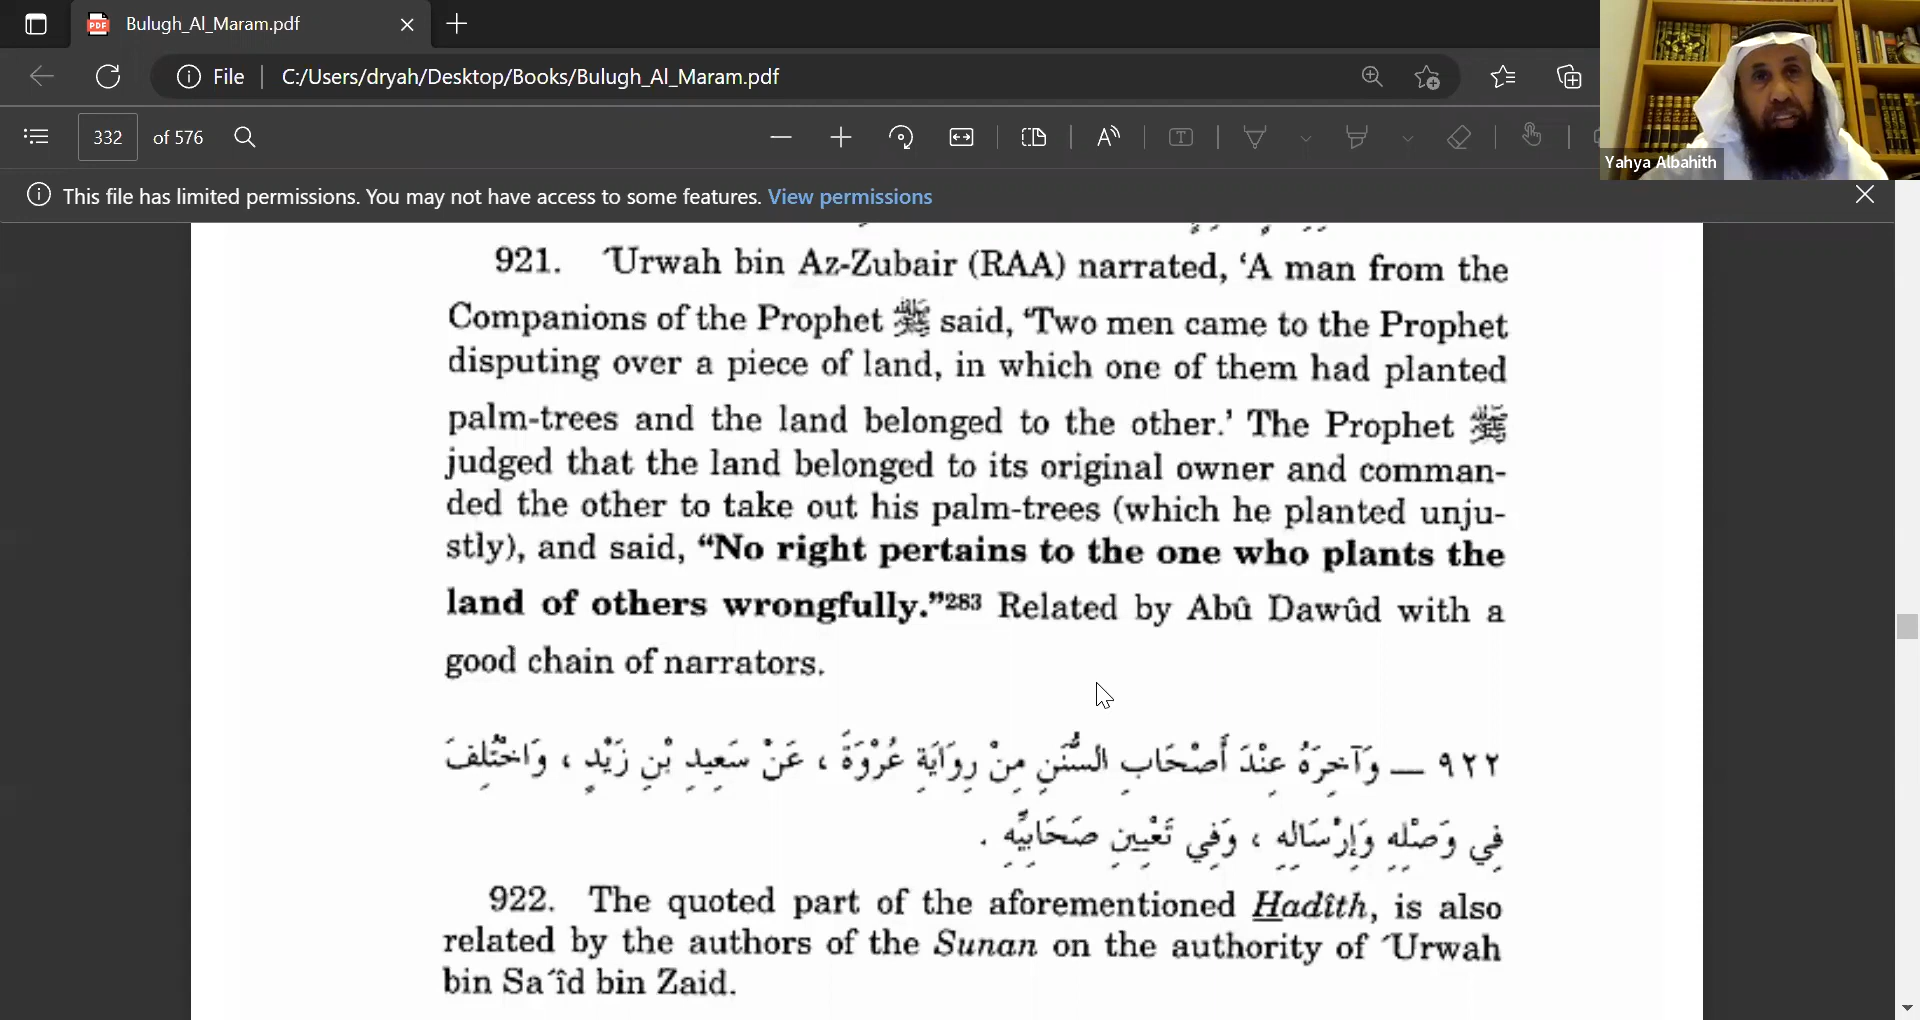 Bulugh_Al_Maram.pdf
File
C:/Users/dryah/Desktop/Books/Bulugh_Al_Maram.pdf
332 of 576
Yahya Albahith
This file has limited permissions. You may not have access to some features. View permissions
921. ‘Urwah bin Az-Zubair (RAA) narrated, ‘A man from the
Companions of the Prophet ﷺ said, ‘Two men came to the Prophet
disputing over a piece of land, in which one of them had planted
palm-trees and the land belonged to the other.’ The Prophet ﷺ
judged that the land belonged to its original owner and comman-
ded the other to take out his palm-trees (which he planted unju-
stly), and said, “No right pertains to the one who plants the
land of others wrongfully.”²⁸³ Related by Abû Dawûd with a
good chain of narrators.
٩٢٢ — وَآخِرَهُ عِنْدَ أَصْحَابِ السُّنَنِ مِنْ رِوَايَةِ عُرْوَةَ ، عَنْ سَعِيدِ بْنِ زَيْدٍ ، وَاخْتُلِفَ
فِي وَصْلِهِ وَإِرْسَالِهِ ، وَفِي تَعْيِينِ صَحَابِيِّهِ .
922. The quoted part of the aforementioned Hadîth, is also
related by the authors of the Sunan on the authority of ‘Urwah
bin Sa‘îd bin Zaid.